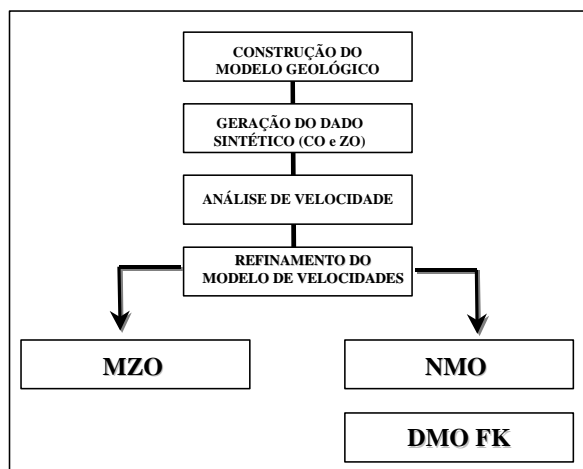 CONSTRUÇÃO DO
MODELO GEOLÓGICO
GERAÇÃO DO DADO
SINTÉTICO (CO e ZO)
ANÁLISE DE VELOCIDADE
REFINAMENTO DO
MODELO DE VELOCIDADES
MZO
NMO
DMO FK